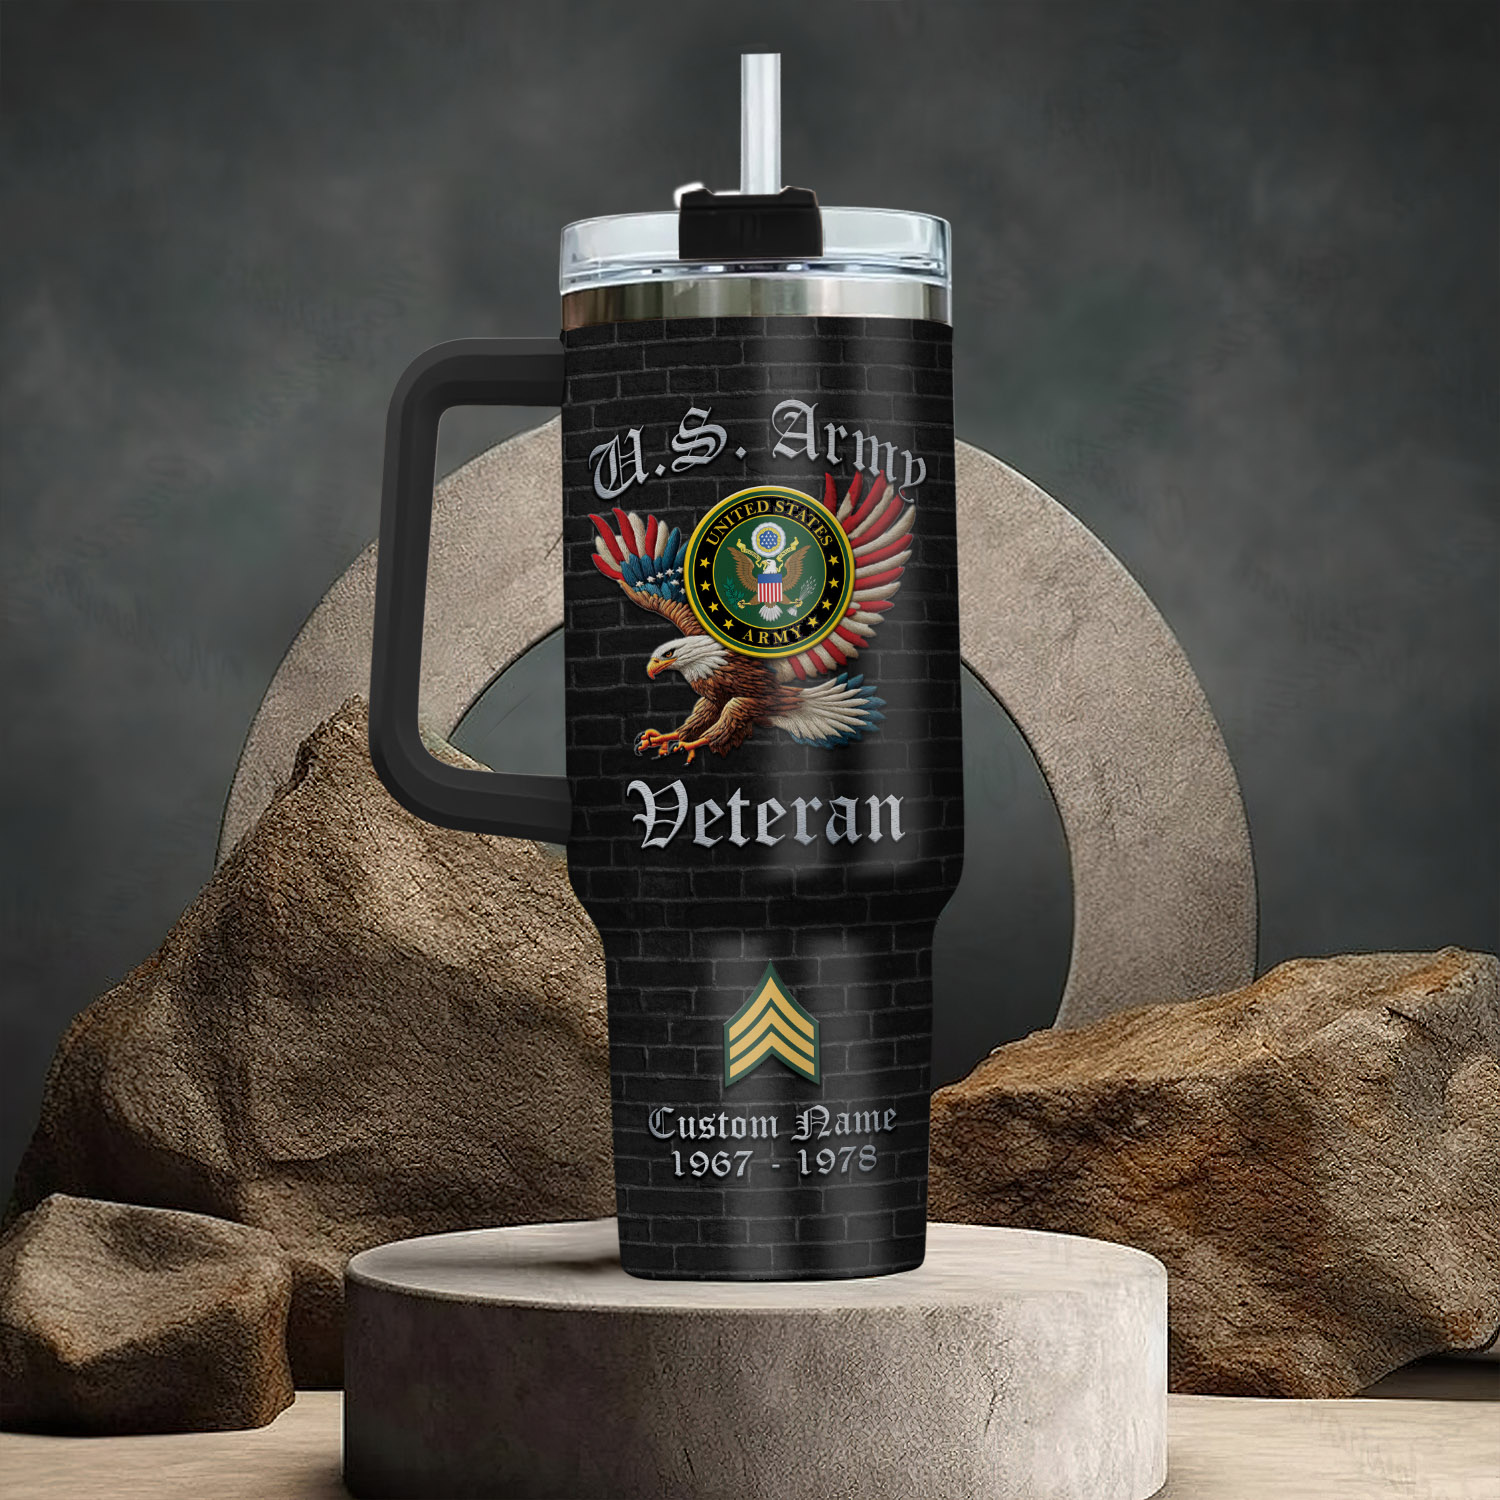 U.S. Army
UNITED STATES
ARMY
Veteran
Custom Name
1967 - 1978